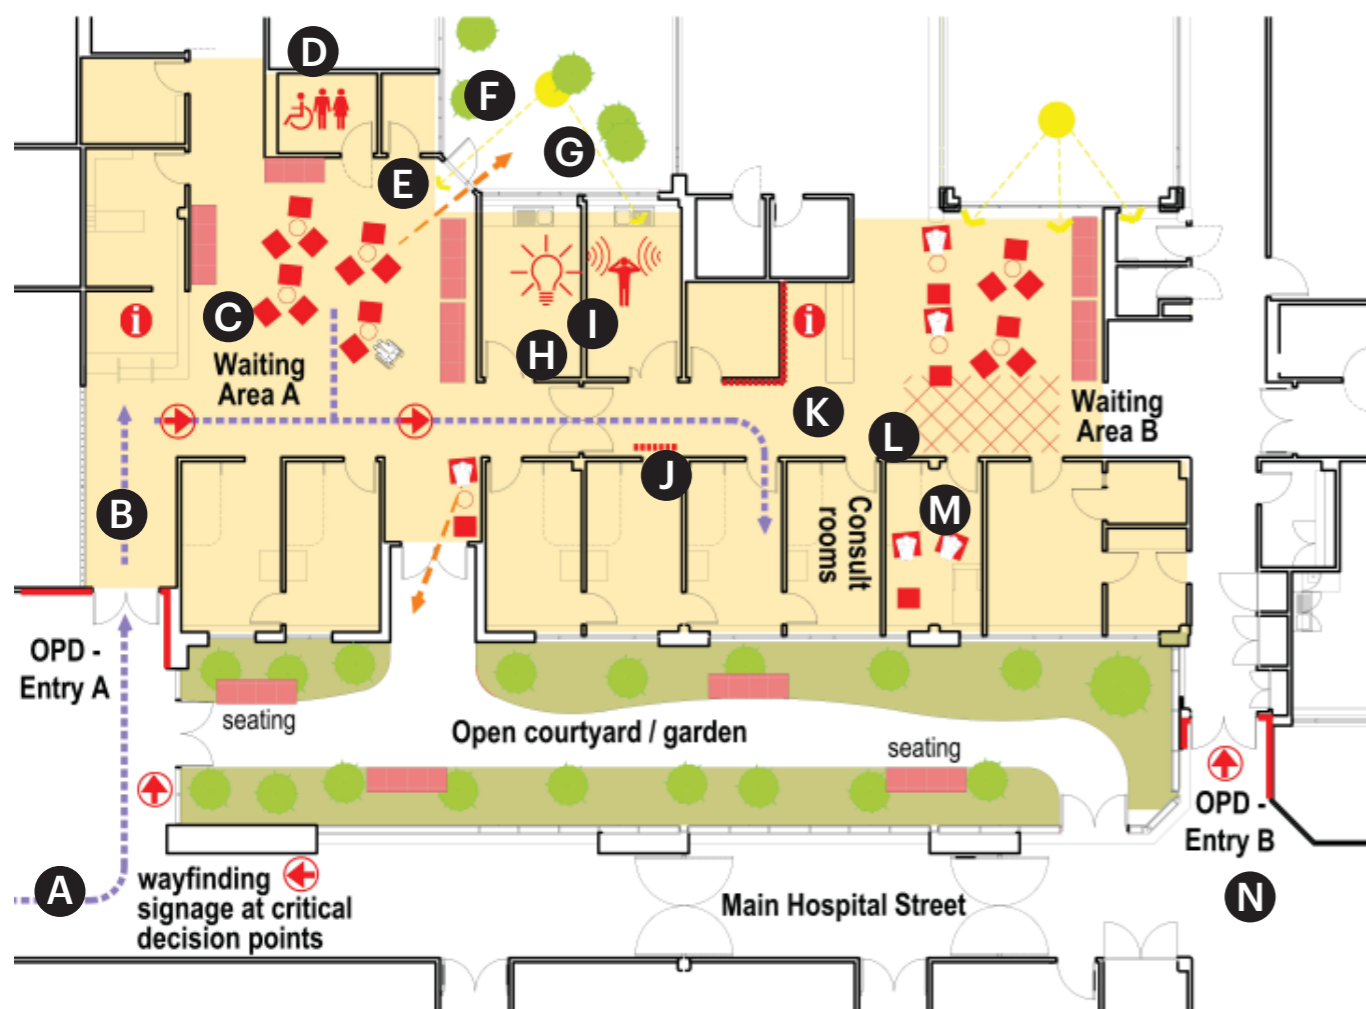 D
F
G
E
C
i
Waiting
Area A
H
I
i
K
L
Waiting
Area B
B
J
M
Consult
rooms
OPD -
Entry A
seating
Open courtyard / garden
seating
OPD -
Entry B
A
wayfinding
signage at critical
decision points
Main Hospital Street
N